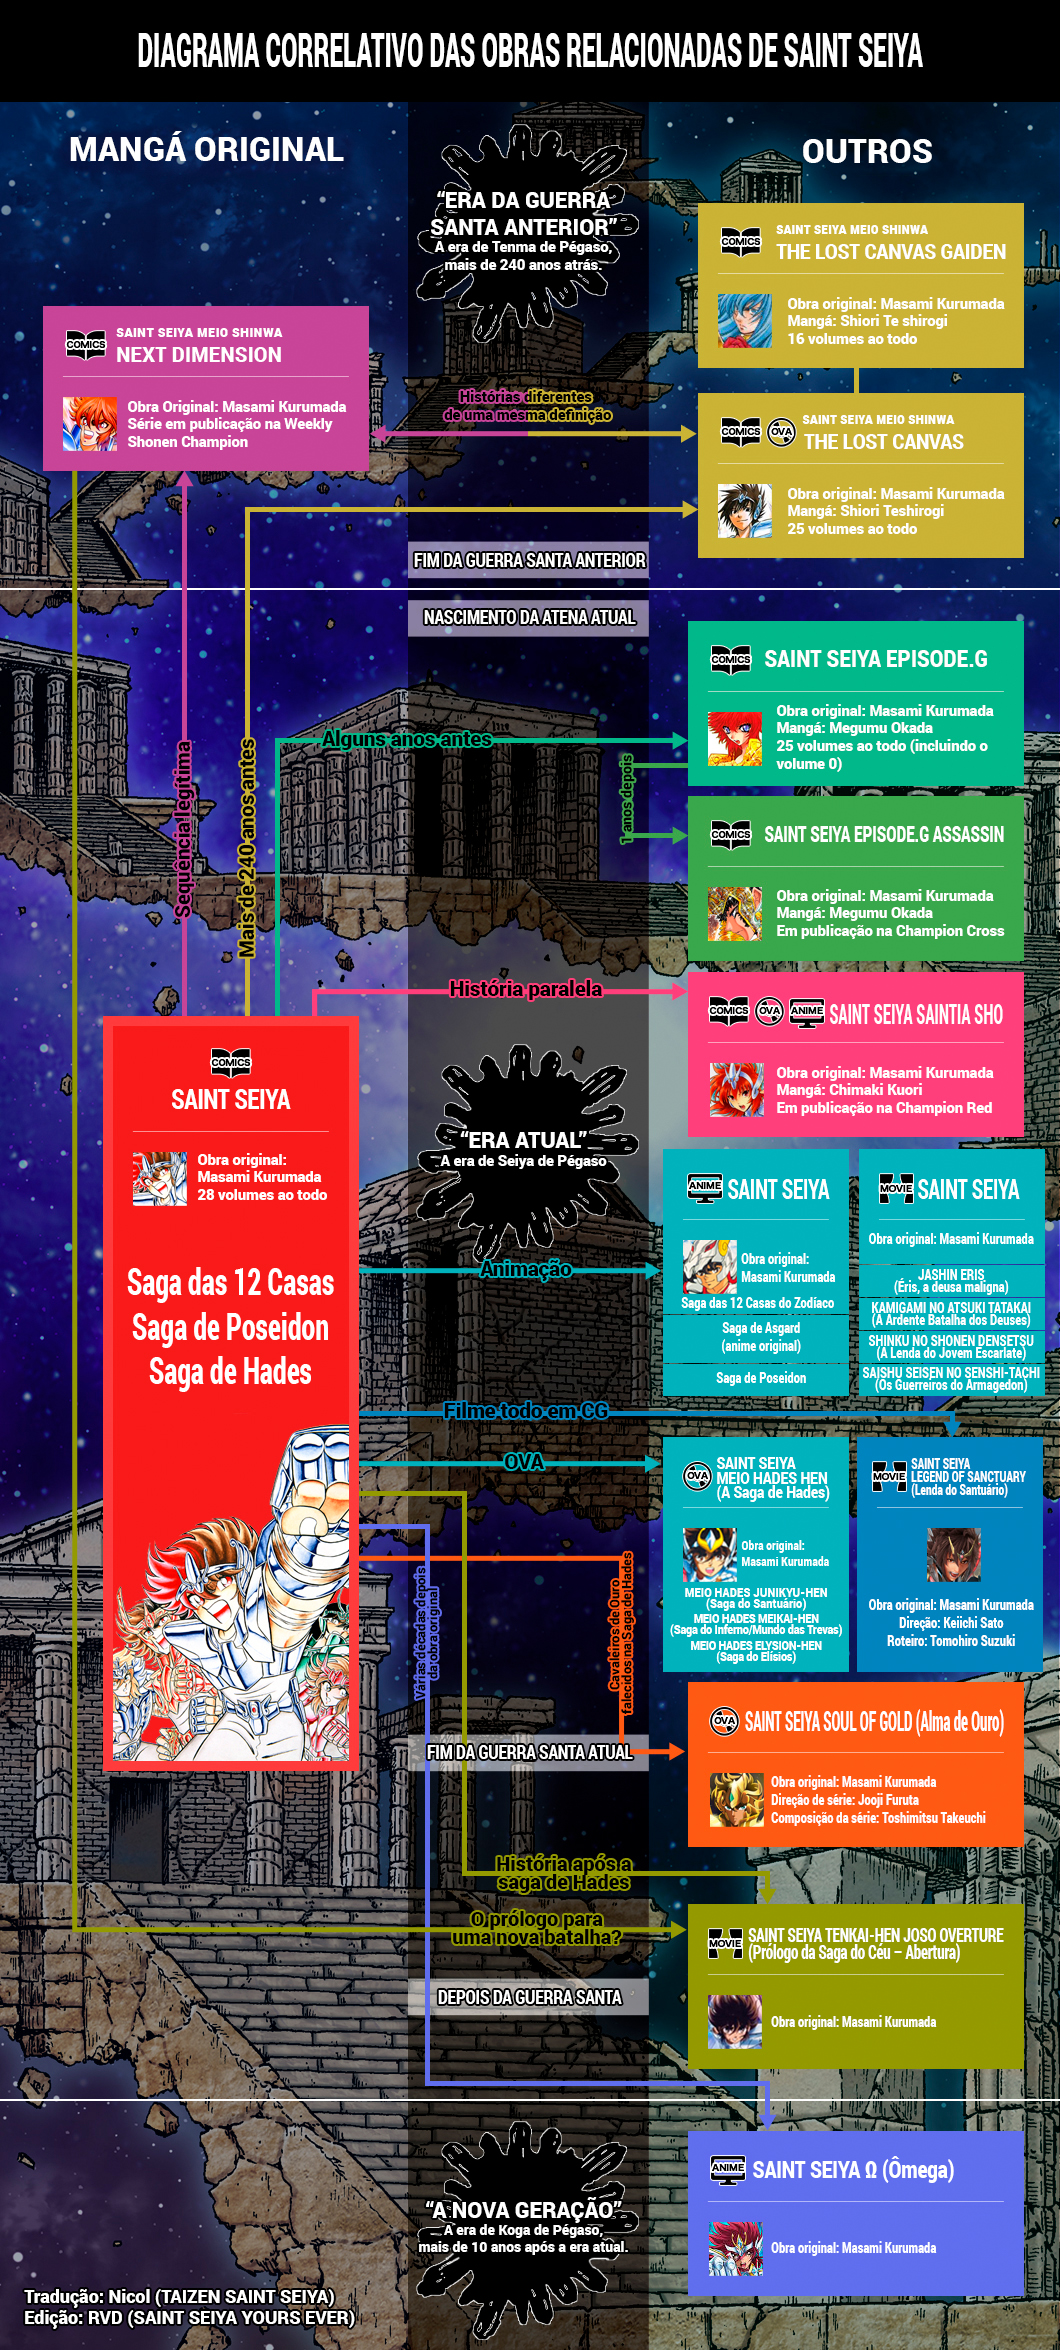 DIAGRAMA CORRELATIVO DAS OBRAS RELACIONADAS DE SAINT SEIYA
MANGÁ ORIGINAL
OUTROS
“ERA DA GUERRA
SANTA ANTERIOR”
A era de Tenma de Pégaso,
mais de 240 anos atrás.
COMICS
SAINT SEIYA MEIO SHINWA
THE LOST CANVAS GAIDEN
Obra original: Masami Kurumada
Mangá: Shiori Te shirogi
16 volumes ao todo
COMICS
SAINT SEIYA MEIO SHINWA
NEXT DIMENSION
Obra Original: Masami Kurumada
Série em publicação na Weekly
Shonen Champion
Histórias diferentes
de uma mesma definição
COMICS OVA
SAINT SEIYA MEIO SHINWA
THE LOST CANVAS
Obra original: Masami Kurumada
Mangá: Shiori Teshirogi
25 volumes ao todo
FIM DA GUERRA SANTA ANTERIOR
NASCIMENTO DA ATENA ATUAL
COMICS
SAINT SEIYA EPISODE.G
Obra original: Masami Kurumada
Mangá: Megumu Okada
25 volumes ao todo (incluindo o
volume 0)
Alguns anos antes
Sequência legítima
Mais de 240 anos antes
COMICS
SAINT SEIYA EPISODE.G ASSASSIN
Obra original: Masami Kurumada
Mangá: Megumu Okada
Em publicação na Champion Cross
História paralela
COMICS OVA ANIME SAINT SEIYA SAINTIA SHO
Obra original: Masami Kurumada
Mangá: Chimaki Kuori
Em publicação na Champion Red
COMICS
SAINT SEIYA
Obra original:
Masami Kurumada
28 volumes ao todo
Saga das 12 Casas
Saga de Poseidon
Saga de Hades
“ERA ATUAL”
A era de Seiya de Pégaso
Animação
ANIME SAINT SEIYA
Obra original:
Masami Kurumada
Saga das 12 Casas do Zodíaco
Saga de Asgard
(anime original)
Saga de Poseidon
MOVIE SAINT SEIYA
Obra original: Masami Kurumada
JASHIN ERIS
(Éris, a deusa maligna)
KAMIGAMI NO ATSUKI TATAKAI
(A Ardente Batalha dos Deuses)
SHINKU NO SHONEN DENSETSU
(A Lenda do Jovem Escarlate)
SAISHU SEISEN NO SENSHI-TACHI
(Os Guerreiros do Armagedon)
Filme todo em CG
OVA
OVA
SAINT SEIYA
MEIO HADES HEN
(A Saga de Hades)
Obra original:
Masami Kurumada
MEIO HADES JUNIKYU-HEN
(Saga do Santuário)
MEIO HADES MEIKAI-HEN
(Saga do Inferno/Mundo das Trevas)
MEIO HADES ELYSION-HEN
(Saga do Elísios)
MOVIE
SAINT SEIYA
LEGEND OF SANCTUARY
(Lenda do Santuário)
Obra original: Masami Kurumada
Direção: Keiichi Sato
Roteiro: Tomohiro Suzuki
Várias décadas depois
da obra original
Cavaleiros de Ouro
falecidos na Saga de Hades
OVA SAINT SEIYA SOUL OF GOLD (Alma de Ouro)
Obra original: Masami Kurumada
Direção de série: Jooji Furuta
Composição da série: Toshimitsu Takeuchi
FIM DA GUERRA SANTA ATUAL
História após a
saga de Hades
O prólogo para
uma nova batalha?
MOVIE
SAINT SEIYA TENKAI-HEN JOSO OVERTURE
(Prólogo da Saga do Céu – Abertura)
Obra original: Masami Kurumada
DEPOIS DA GUERRA SANTA
“A NOVA GERAÇÃO”
A era de Koga de Pégaso,
mais de 10 anos após a era atual.
ANIME SAINT SEIYA Ω (Ômega)
Obra original: Masami Kurumada
Tradução: Nicol (TAIZEN SAINT SEIYA)
Edição: RVD (SAINT SEIYA YOURS EVER)